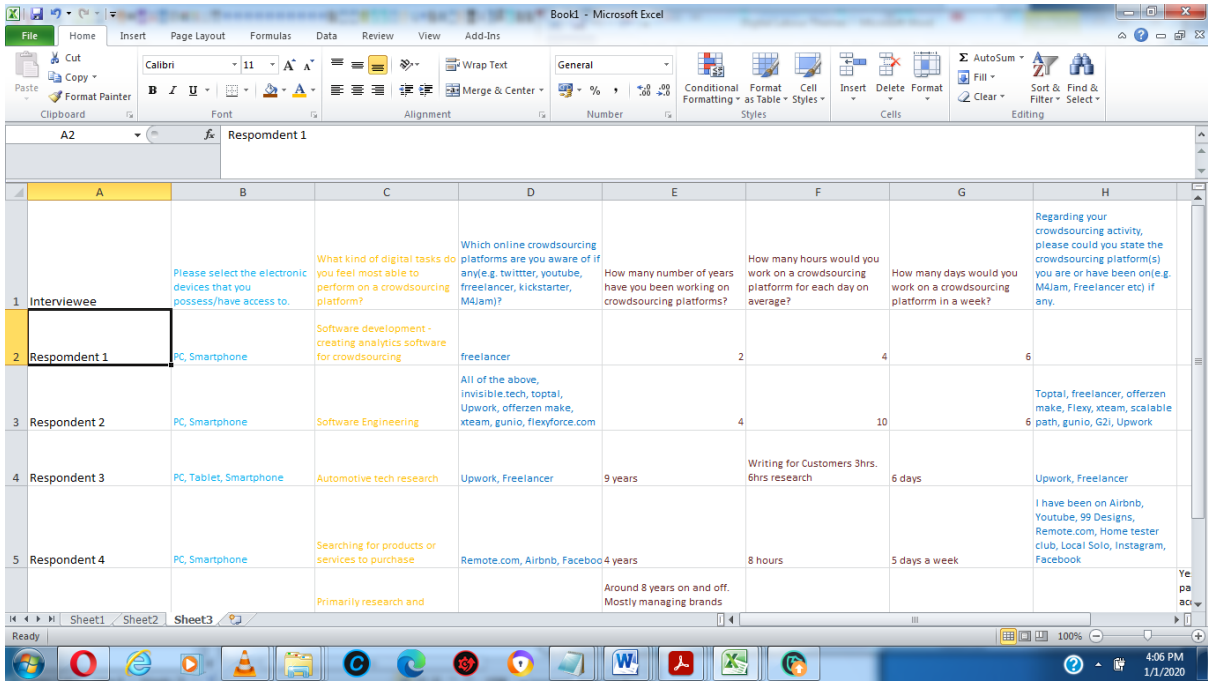 Book1 - Microsoft Excel
File Home Insert Page Layout Formulas Data Review View Add-Ins
Cut
Copy
Format Painter
Paste
Calibri 11
Wrap Text
Merge & Center
General
Conditional Formatting
Format as Table
Cell Styles
Insert Delete Format
AutoSum
Fill
Clear
Sort & Filter
Find & Select
Clipboard Font Alignment Number Styles Cells Editing
A2 fx Respomdent 1
A B C D E F G H
1 Interviewee
Please select the electronic
devices that you
possess/have access to.
What kind of digital tasks do
you feel most able to
perform on a crowdsourcing
platform?
Which online crowdsourcing
platforms are you aware of if
any(e.g. twittter, youtube,
frreelancer, kickstarter,
M4Jam)?
How many number of years
have you been working on
crowdsourcing platforms?
How many hours would you
work on a crowdsourcing
platforrm for each day on
average?
How many days would you
work on a crowdsourcing
platforrm in a week?
Regarding your
crowdsourcing activity,
please could you state the
crowdsourcing platform(s)
you are or have been on(e.g.
M4Jam, Freelancer etc) if
any.
2 Respomdent 1
PC, Smartphone
Software development -
creating analytics software
for crowdsourcing
freelancer
2
4
6
3 Respondent 2
PC, Smartphone
Software Engineering
All of the above,
invisible.tech, toptal,
Upwork, offerzen make,
xteam, gunio, flexyforce.com
4
10
6
Toptal, freelancer, offerzen
make, Flexy, xteam, scalable
path, gunio, G2i, Upwork
4 Respondent 3
PC, Tablet, Smartphone
Automotive tech research
Upwork, Freelancer
9 years
Writing for Customers 3hrs.
6hrs research
6 days
Upwork, Freelancer
5 Respondent 4
PC, Smartphone
Searching for products or
services to purchase
Remote.com, Airbnb, Faceboo
4 years
8 hours
5 days a week
I have been on Airbnb,
Youtube, 99 Designs,
Remote.com, Home tester
club, Local Solo, Instagram,
Facebook
Primarily research and
Around 8 years on and off.
Mostly managing brands
Ye
pa
Sheet1 Sheet2 Sheet3
Ready 100%
4:06 PM
1/1/2020